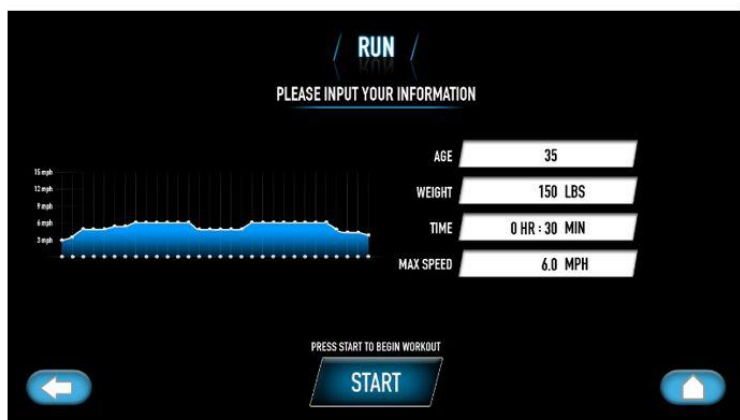 RUN
PLEASE INPUT YOUR INFORMATION
15 mph
12 mph
9 mph
6 mph
3 mph
AGE 35
WEIGHT 150 LBS
TIME 0 HR : 30 MIN
MAX SPEED 6.0 MPH
PRESS START TO BEGIN WORKOUT
START